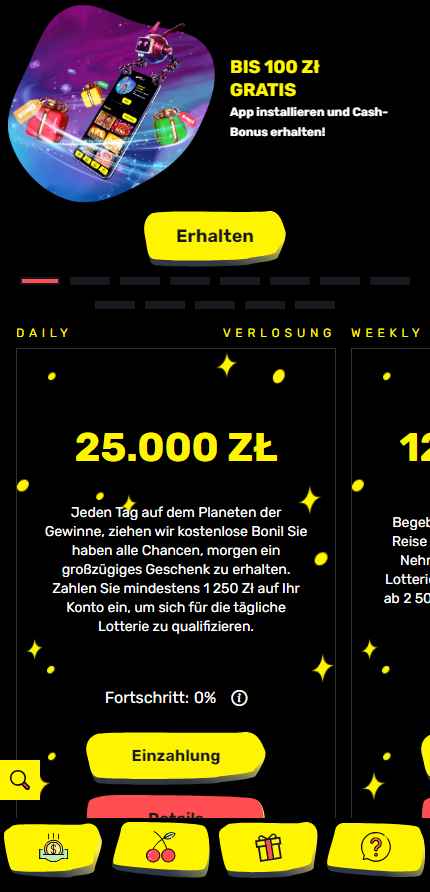 BIS 100 Zł
GRATIS
App installieren und Cash-
Bonus erhalten!
Erhalten
DAILY
VERLOSUNG
WEEKLY
25.000 ZŁ
Jeden Tag auf dem Planeten der
Gewinne, ziehen wir kostenlose Bonil Sie
haben alle Chancen, morgen ein
großzügiges Geschenk zu erhalten.
Zahlen Sie mindestens 1 250 Zł auf Ihr
Konto ein, um sich für die tägliche
Lotterie zu qualifizieren.
12
Begeb
Reise
Nehr
Lotteri
ab 2 50
Fortschritt: 0%
Einzahlung
Details